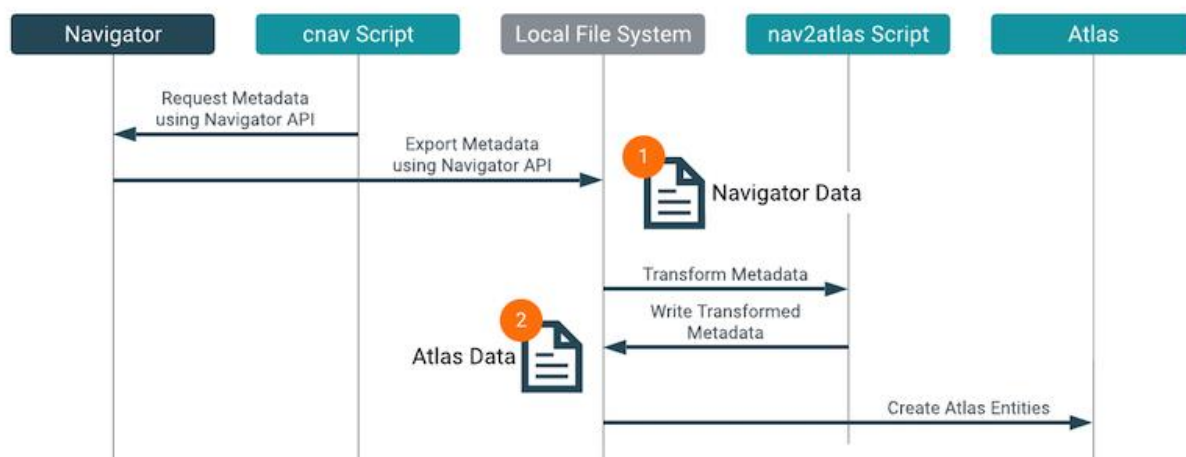 Navigator
cnav Script
Local File System
nav2atlas Script
Atlas
Request Metadata
using Navigator API
Export Metadata
using Navigator API
1
Navigator Data
Transform Metadata
Write Transformed
Metadata
2
Atlas Data
Create Atlas Entities